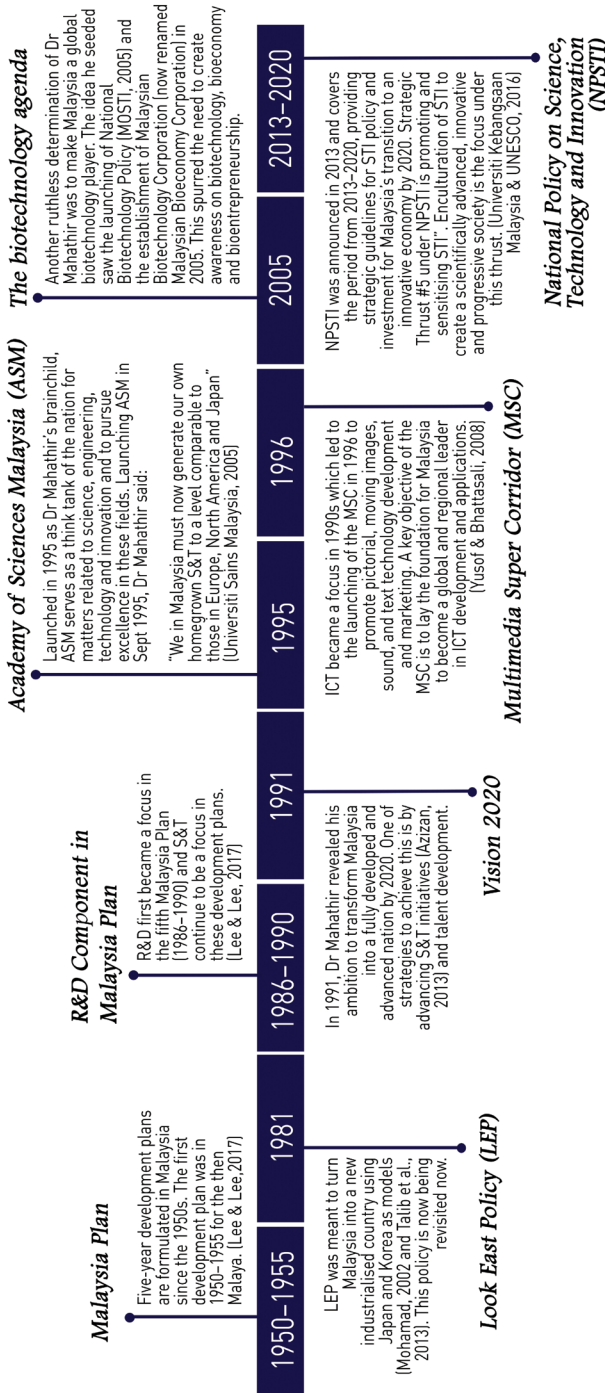 Malaysia Plan
Five-year development plans
are formulated in Malaysia
since the 1950s. The first
development plan was in
1950–1955 for the then
Malaya. (Lee & Lee,2017)
1950–1955
1981
LEP was meant to turn
Malaysia into a new
industrialised country using
Japan and Korea as models
(Mohamad, 2002 and Talib et al.,
2013). This policy is now being
revisited now.
Look East Policy (LEP)
R&D Component in
Malaysia Plan
R&D first became a focus in
the fifth Malaysia Plan
(1986–1990) and S&T
continue to be a focus in
these development plans.
(Lee & Lee, 2017)
1986–1990
1991
In 1991, Dr Mahathir revealed his
ambition to transform Malaysia
into a fully developed and
advanced nation by 2020. One of
strategies to achieve this is by
advancing S&T initiatives (Azizan,
2013) and talent development.
Vision 2020
Academy of Sciences Malaysia (ASM)
Launched in 1995 as Dr Mahathir's brainchild,
ASM serves as a think tank of the nation for
matters related to science, engineering,
technology and innovation and to pursue
excellence in these fields. Launching ASM in
Sept 1995, Dr Mahathir said:
"We in Malaysia must now generate our own
homegrown S&T to a level comparable to
those in Europe, North America and Japan"
(Universiti Sains Malaysia, 2005)
1995
1996
ICT became a focus in 1990s which led to
the launching of the MSC in 1996 to
promote pictorial, moving images,
sound, and text technology development
and marketing. A key objective of the
MSC is to lay the foundation for Malaysia
to become a global and regional leader
in ICT development and applications.
(Yusof & Bhattasali, 2008)
Multimedia Super Corridor (MSC)
The biotechnology agenda
Another ruthless determination of Dr
Mahathir was to make Malaysia a global
biotechnology player. The idea he seeded
saw the launching of National
Biotechnology Policy (MOSTI, 2005) and
the establishment of Malaysian
Biotechnology Corporation (now renamed
Malaysian Bioeconomy Corporation) in
2005. This spurred the need to create
awareness on biotechnology, bioeconomy
and bioentrepreneurship.
2005
2013–2020
NPSTI was announced in 2013 and covers
the period from 2013–2020, providing
strategic guidelines for STI policy and
investment for Malaysia's transition to an
innovative economy by 2020. Strategic
Thrust #5 under NPSTI is promoting and
sensitising STI". Enculturation of STI to
create a scientifically advanced, innovative
and progressive society is the focus under
this thrust. (Universiti Kebangsaan
Malaysia & UNESCO, 2016)
National Policy on Science,
Technology and Innovation
(NPSTI)